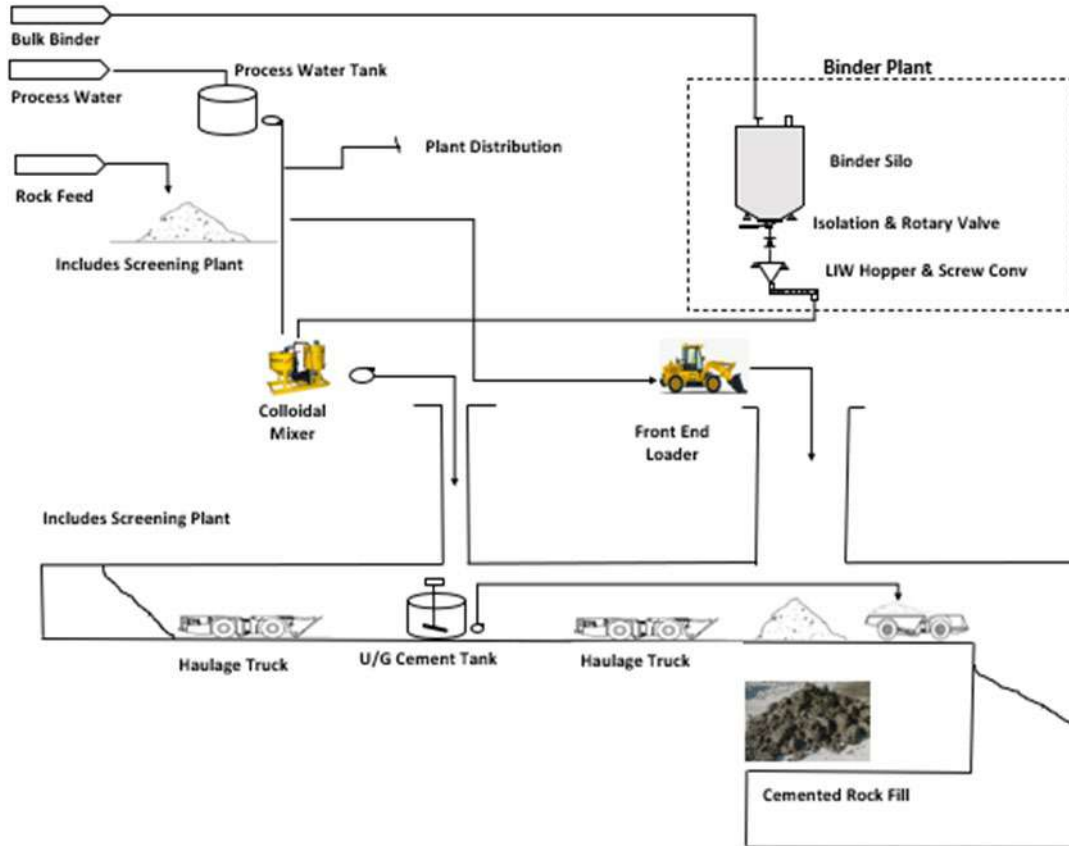 Bulk Binder
Process Water Tank
Binder Plant
Process Water
Plant Distribution
Binder Silo
Rock Feed
Isolation & Rotary Valve
Includes Screening Plant
LIW Hopper & Screw Conv
Colloidal
Mixer
Front End
Loader
Includes Screening Plant
Haulage Truck
U/G Cement Tank
Haulage Truck
Cemented Rock Fill